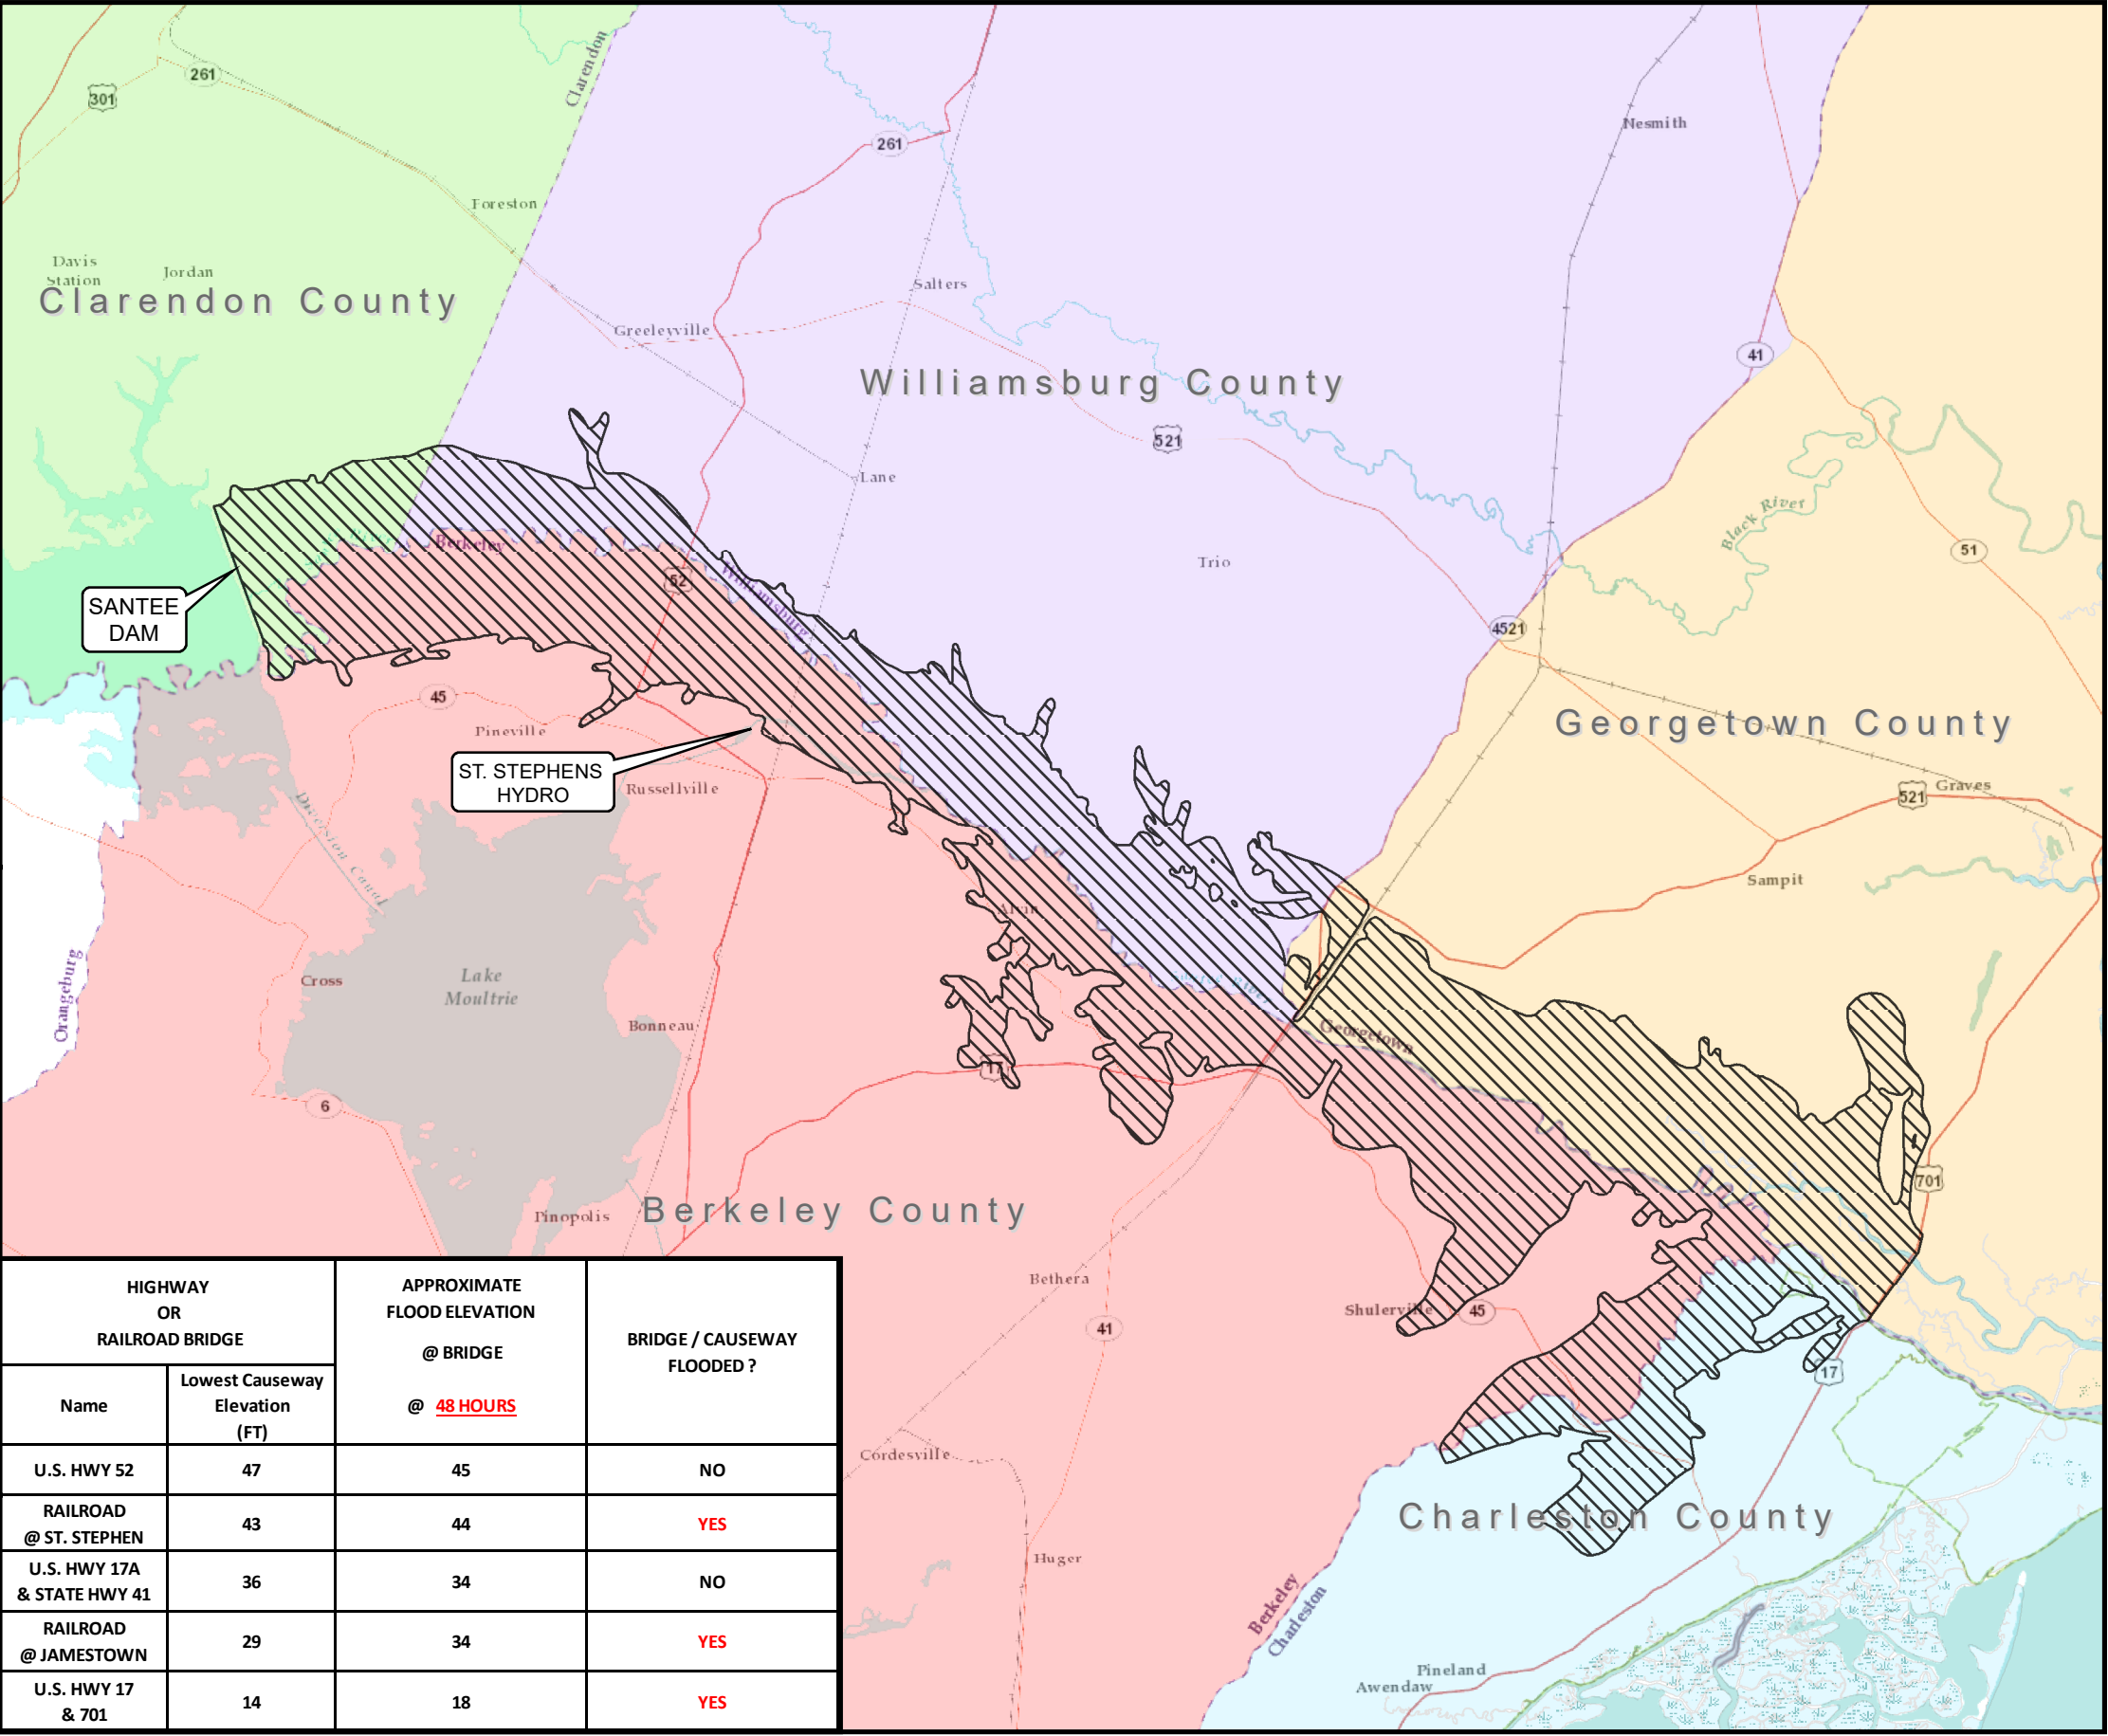 Clarendon
261
301
261
Nesmith
Foreston
Davis
Station
Jordan
Clarendon County
Salters
Greeleyville
41
Williamsburg County
521
Lane
Black River
Berkeley
51
Trio
52
Williamsburg
SANTEE
DAM
4521
45
Pineville
Georgetown County
ST. STEPHENS
HYDRO
Russellville
521
Graves
Diversion Canal
Sampit
Alvin
Orangeburg
Cross
Lake
Moultrie
Bonneau
Georgetown
17
6
701
Pinopolis
Berkeley County
Bethera
Shulerville
45
41
17
Cordesville
Charleston County
Huger
Berkeley
Charleston
Pineland
Awendaw
HIGHWAY
OR
RAILROAD BRIDGE
APPROXIMATE
FLOOD ELEVATION
@ BRIDGE
@ 48 HOURS
BRIDGE / CAUSEWAY
FLOODED ?
Name
Lowest Causeway
Elevation
(FT)
U.S. HWY 52 47 45 NO
RAILROAD
@ ST. STEPHEN 43 44 YES
U.S. HWY 17A
& STATE HWY 41 36 34 NO
RAILROAD
@ JAMESTOWN 29 34 YES
U.S. HWY 17
& 701 14 18 YES